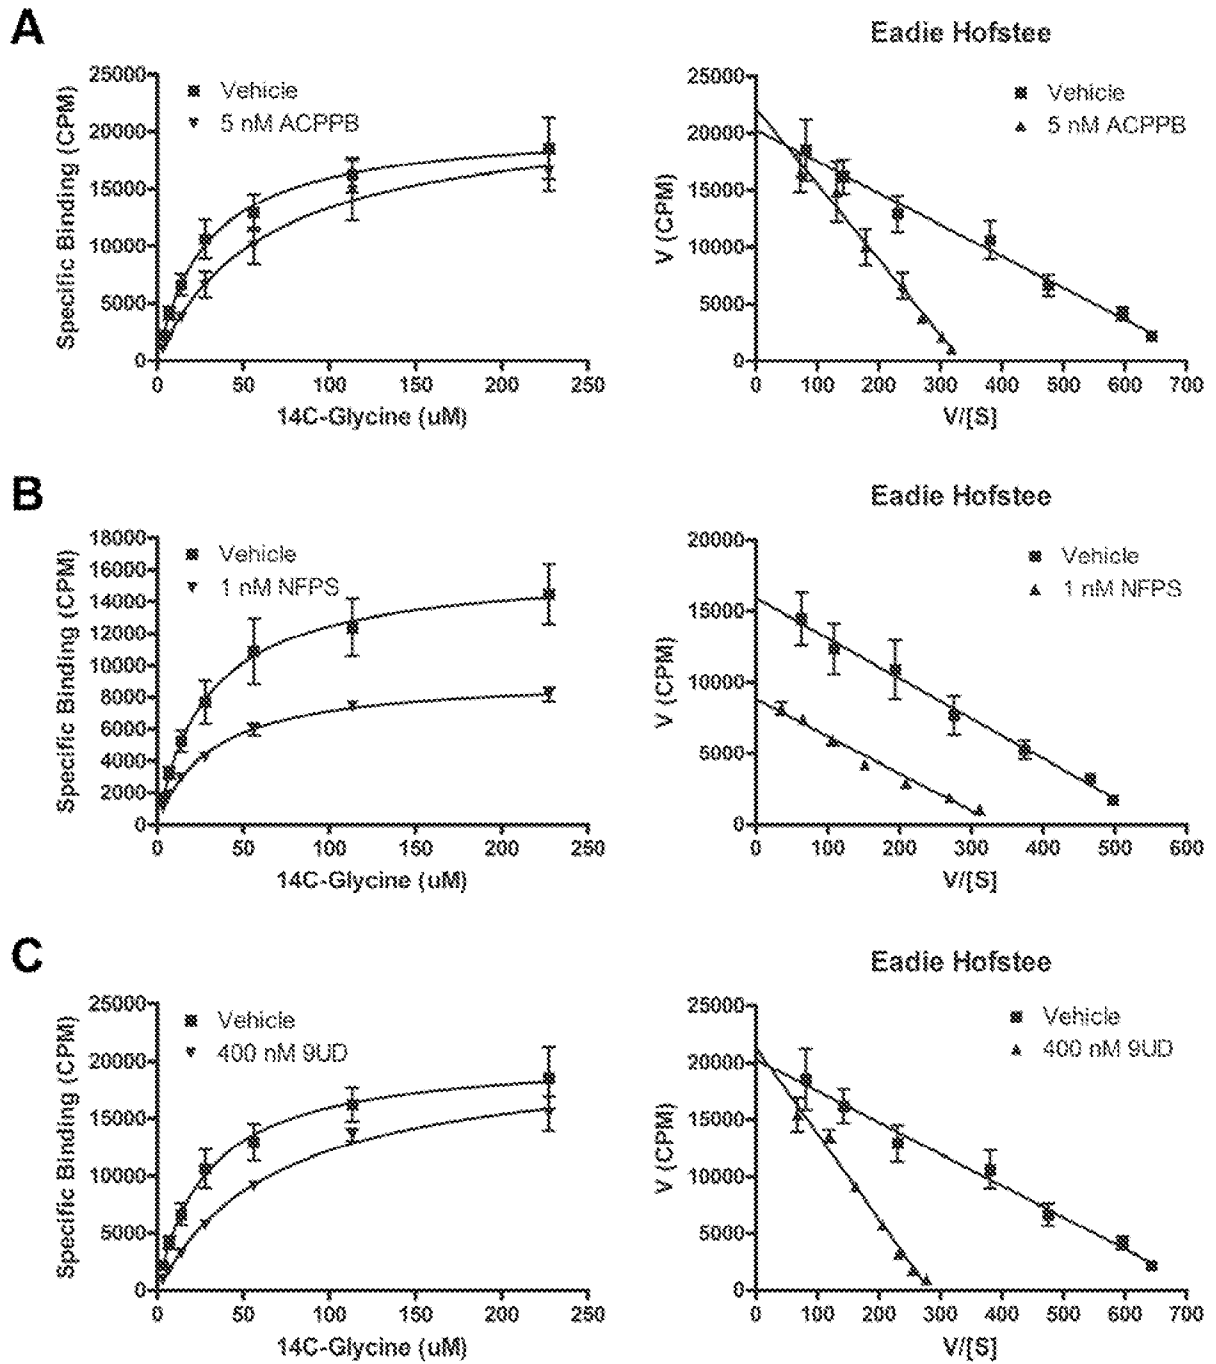 A
Specific Binding (CPM)
25000
20000
15000
10000
5000
0
Vehicle
5 nM ACPPB
0 50 100 150 200 250
14C-Glycine (uM)
Eadie Hofstee
V (CPM)
25000
20000
15000
10000
5000
0
Vehicle
5 nM ACPPB
0 100 200 300 400 500 600 700
V/[S]
B
Specific Binding (CPM)
18000
16000
14000
12000
10000
8000
6000
4000
2000
0
Vehicle
1 nM NFPS
0 50 100 150 200 250
14C-Glycine (uM)
Eadie Hofstee
V (CPM)
20000
15000
10000
5000
0
Vehicle
1 nM NFPS
0 100 200 300 400 500 600
V/[S]
C
Specific Binding (CPM)
25000
20000
15000
10000
5000
0
Vehicle
400 nM 9UD
0 50 100 150 200 250
14C-Glycine (uM)
Eadie Hofstee
V (CPM)
25000
20000
15000
10000
5000
0
Vehicle
400 nM 9UD
0 100 200 300 400 500 600 700
V/[S]